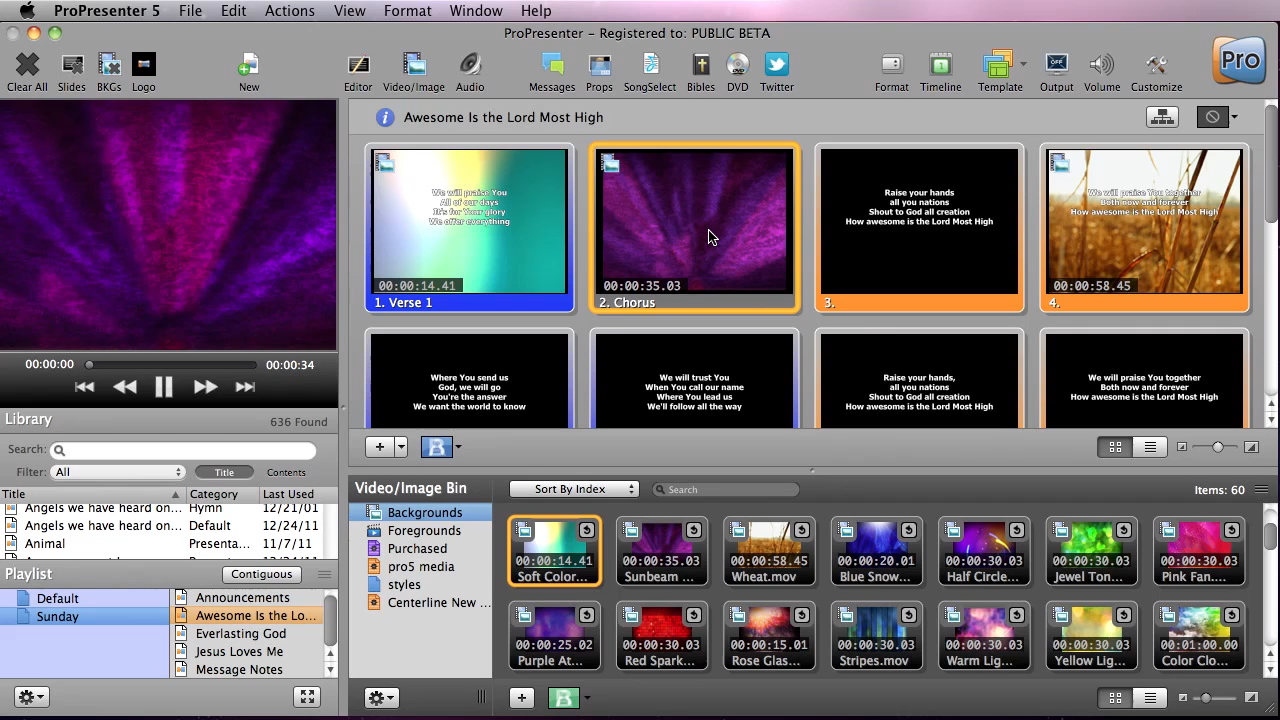 ProPresenter 5 File Edit Actions View Format Window Help
ProPresenter – Registered to: PUBLIC BETA
Clear All Slides BKGs Logo New Editor Video/Image Audio Messages Props SongSelect Bibles DVD Twitter Format Timeline Template Output Volume Customize
Pro
OFF
1
Awesome Is the Lord Most High
We will praise You
All of our days
It's for Your glory
We offer everything
00:00:14.41
1. Verse 1
00:00:35.03
2. Chorus
Raise your hands
all you nations
Shout to God all creation
How awesome is the Lord Most High
3.
We will praise You together
Both now and forever
How awesome is the Lord Most High
00:00:58.45
4.
Where You send us
God, we will go
You're the answer
We want the world to know
We will trust You
When You call our name
Where You lead us
We'll follow all the way
Raise your hands,
all you nations
Shout to God all creation
How awesome is the Lord Most High
We will praise You together
Both now and forever
How awesome is the Lord Most High
00:00:00 00:00:34
Library 636 Found
Search:
Filter: All Title Contents
Title Category Last Used
Angels we have heard on... Hymn 12/21/01
Angels we have heard on... Default 12/24/11
Animal Presenta... 11/7/11
Playlist Contiguous
Default
Sunday
Announcements
Awesome Is the Lo...
Everlasting God
Jesus Loves Me
Message Notes
B
Video/Image Bin Sort By Index Search Items: 60
Backgrounds
Foregrounds
Purchased
pro5 media
styles
Centerline New ...
00:00:14.41 00:00:35.03 00:00:58.45 00:00:20.01 00:00:30.03 00:00:30.03 00:00:30.03
Soft Color... Sunbeam ... Wheat.mov Blue Snow... Half Circle... Jewel Ton... Pink Fan....
00:00:25.02 00:00:30.03 00:00:15.01 00:00:30.03 00:00:30.03 00:00:30.03 00:01:00.00
Purple At... Red Spark... Rose Glas... Stripes.mov Warm Lig... Yellow Lig... Color Clo...
B